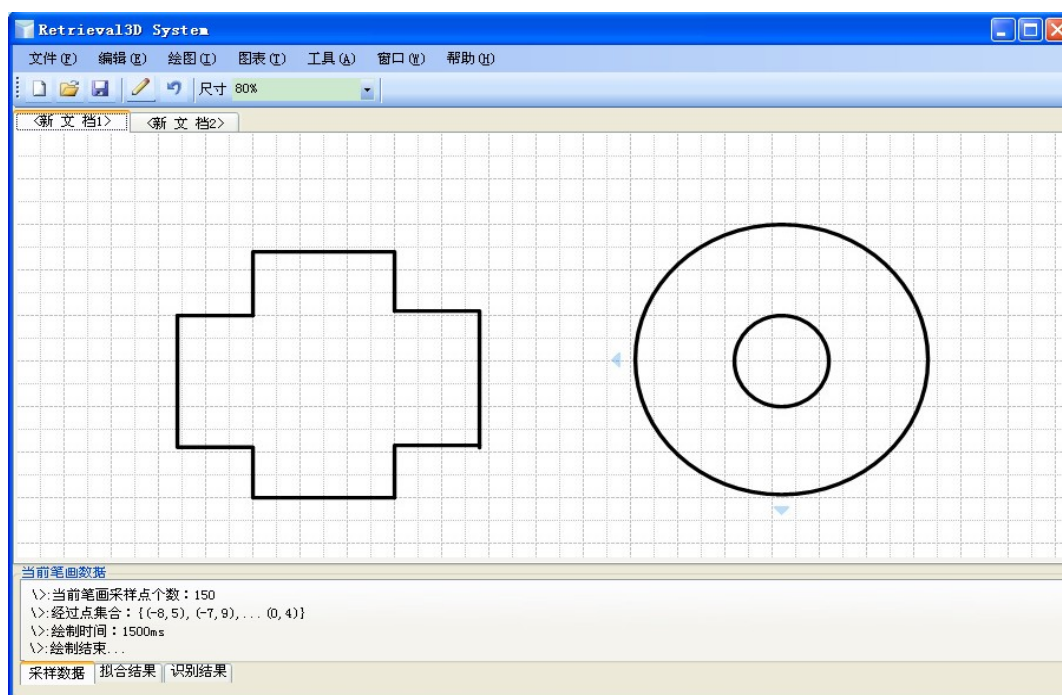 Retrieval3D System
文件(F) 编辑(E) 绘图(I) 图表(T) 工具(A) 窗口(W) 帮助(H)
尺寸 80%
<新 文 档1> <新 文 档2>
当前笔画数据
\>:当前笔画采样点个数：150
\>:经过点集合：{(-8,5),(-7,9),...(0,4)}
\>:绘制时间：1500ms
\>:绘制结束...
采样数据 拟合结果 识别结果